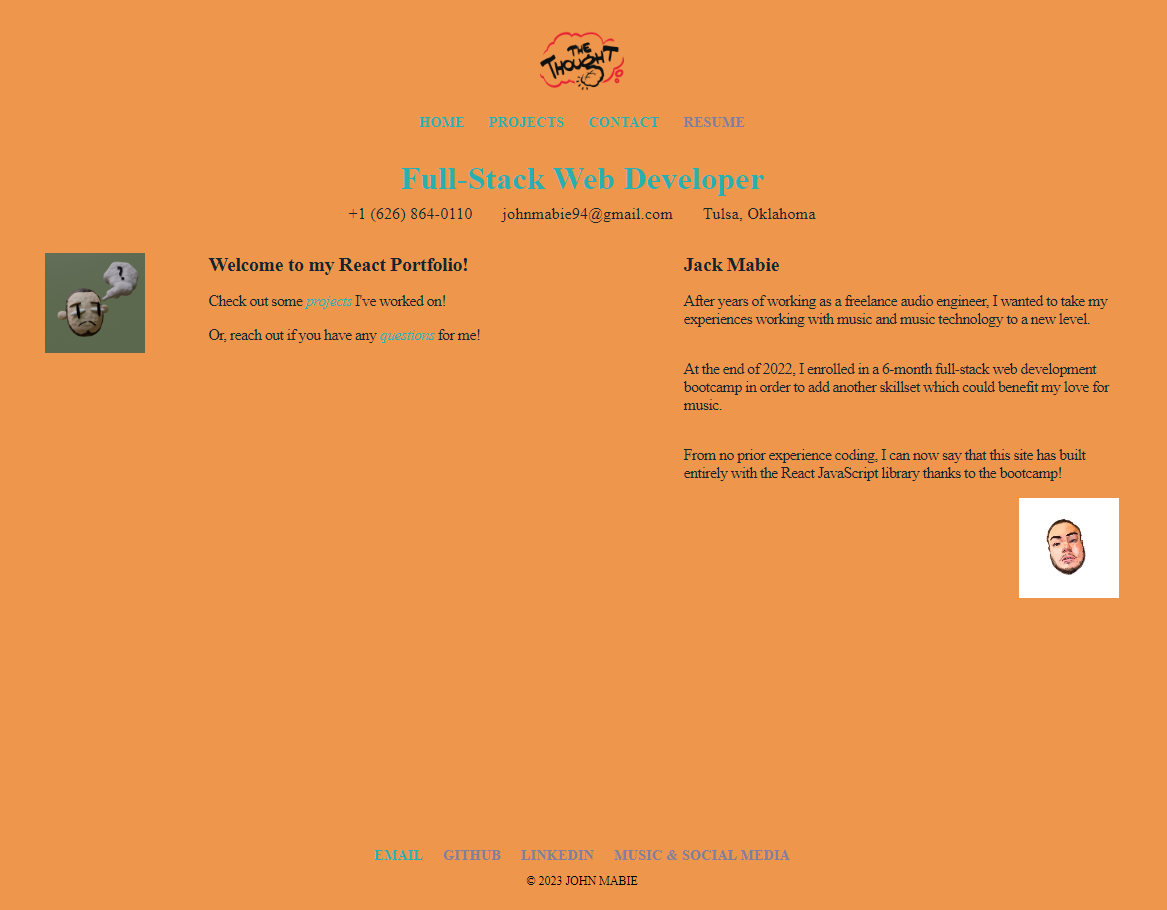 THE
THOUGHT
HOME PROJECTS CONTACT RESUME
Full-Stack Web Developer
+1 (626) 864-0110 johnmabie94@gmail.com Tulsa, Oklahoma
Welcome to my React Portfolio!
Check out some projects I've worked on!
Or, reach out if you have any questions for me!
?
Jack Mabie
After years of working as a freelance audio engineer, I wanted to take my
experiences working with music and music technology to a new level.
At the end of 2022, I enrolled in a 6-month full-stack web development
bootcamp in order to add another skillset which could benefit my love for
music.
From no prior experience coding, I can now say that this site has built
entirely with the React JavaScript library thanks to the bootcamp!
EMAIL GITHUB LINKEDIN MUSIC & SOCIAL MEDIA
© 2023 JOHN MABIE